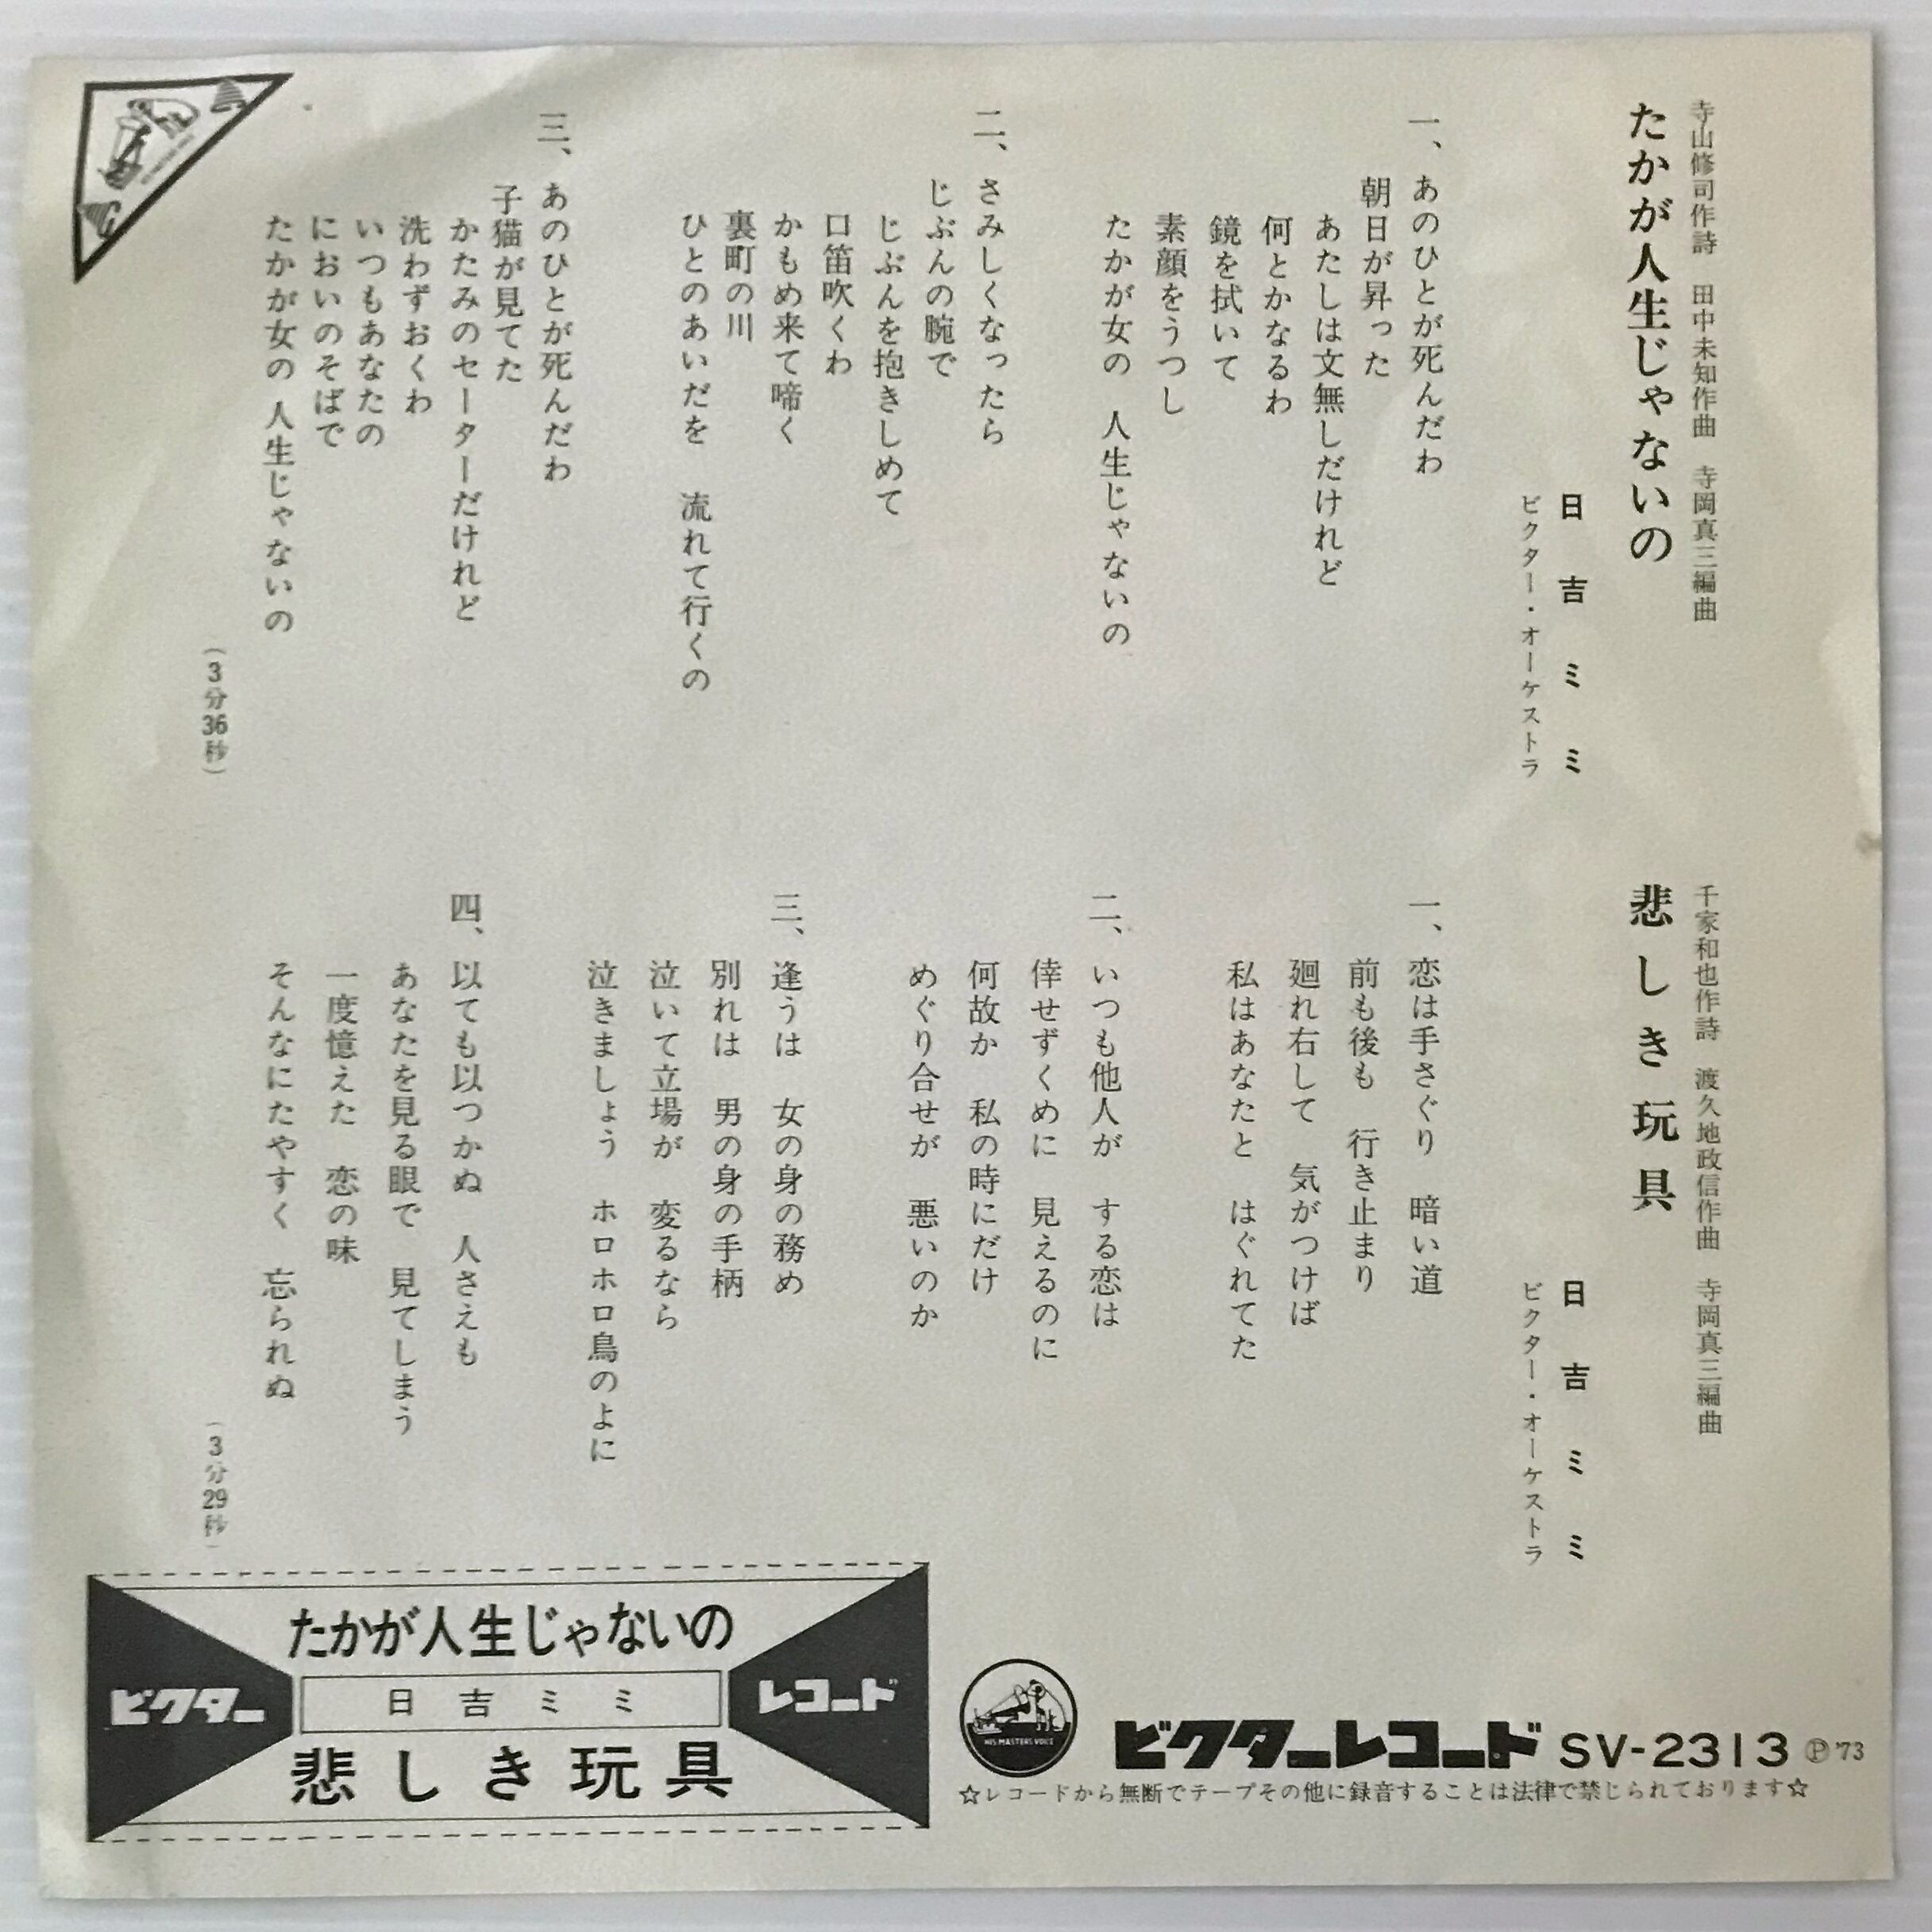 寺山修司作詩　田中未知作曲　寺岡真三編曲
たかが人生じゃないの
日吉ミミ
ビクター・オーケストラ
一、あのひとが死んだわ
朝日が昇った
あたしは文無しだけれど
何とかなるわ
鏡を拭いて
素顔をうつし
たかが女の　人生じゃないの
二、さみしくなったら
じぶんの腕で
じぶんを抱きしめて
口笛吹くわ
かもめ来て啼く
裏町の川
ひとのあいだを　流れて行くの
三、あのひとが死んだわ
子猫が見てた
かたみのセーターだけれど
洗わずおくわ
いつもあなたの
においのそばで
たかが女の　人生じゃないの
（3分36秒）
千家和也作詩　渡久地政信作曲　寺岡真三編曲
悲しき玩具
日吉ミミ
ビクター・オーケストラ
一、恋は手さぐり　暗い道
前も後も　行き止まり
廻れ右して　気がつけば
私はあなたと　はぐれてた
二、いつも他人が　する恋は
倖せずくめに　見えるのに
何故か　私の時にだけ
めぐり合せが　悪いのか
三、逢うは　女の身の務め
別れは　男の身の手柄
泣いて立場が　変るなら
泣きましょう　ホロホロ鳥のよに
四、以ても以つかぬ　人さえも
あなたを見る眼で　見てしまう
一度憶えた　恋の味
そんなにたやすく　忘られぬ
（3分29秒）
たかが人生じゃないの
ビクター　日吉ミミ　レコード
悲しき玩具
HIS MASTERS VOICE
ビクターレコード SV-2313 Ⓟ'73
☆レコードから無断でテープその他に録音することは法律で禁じられております☆